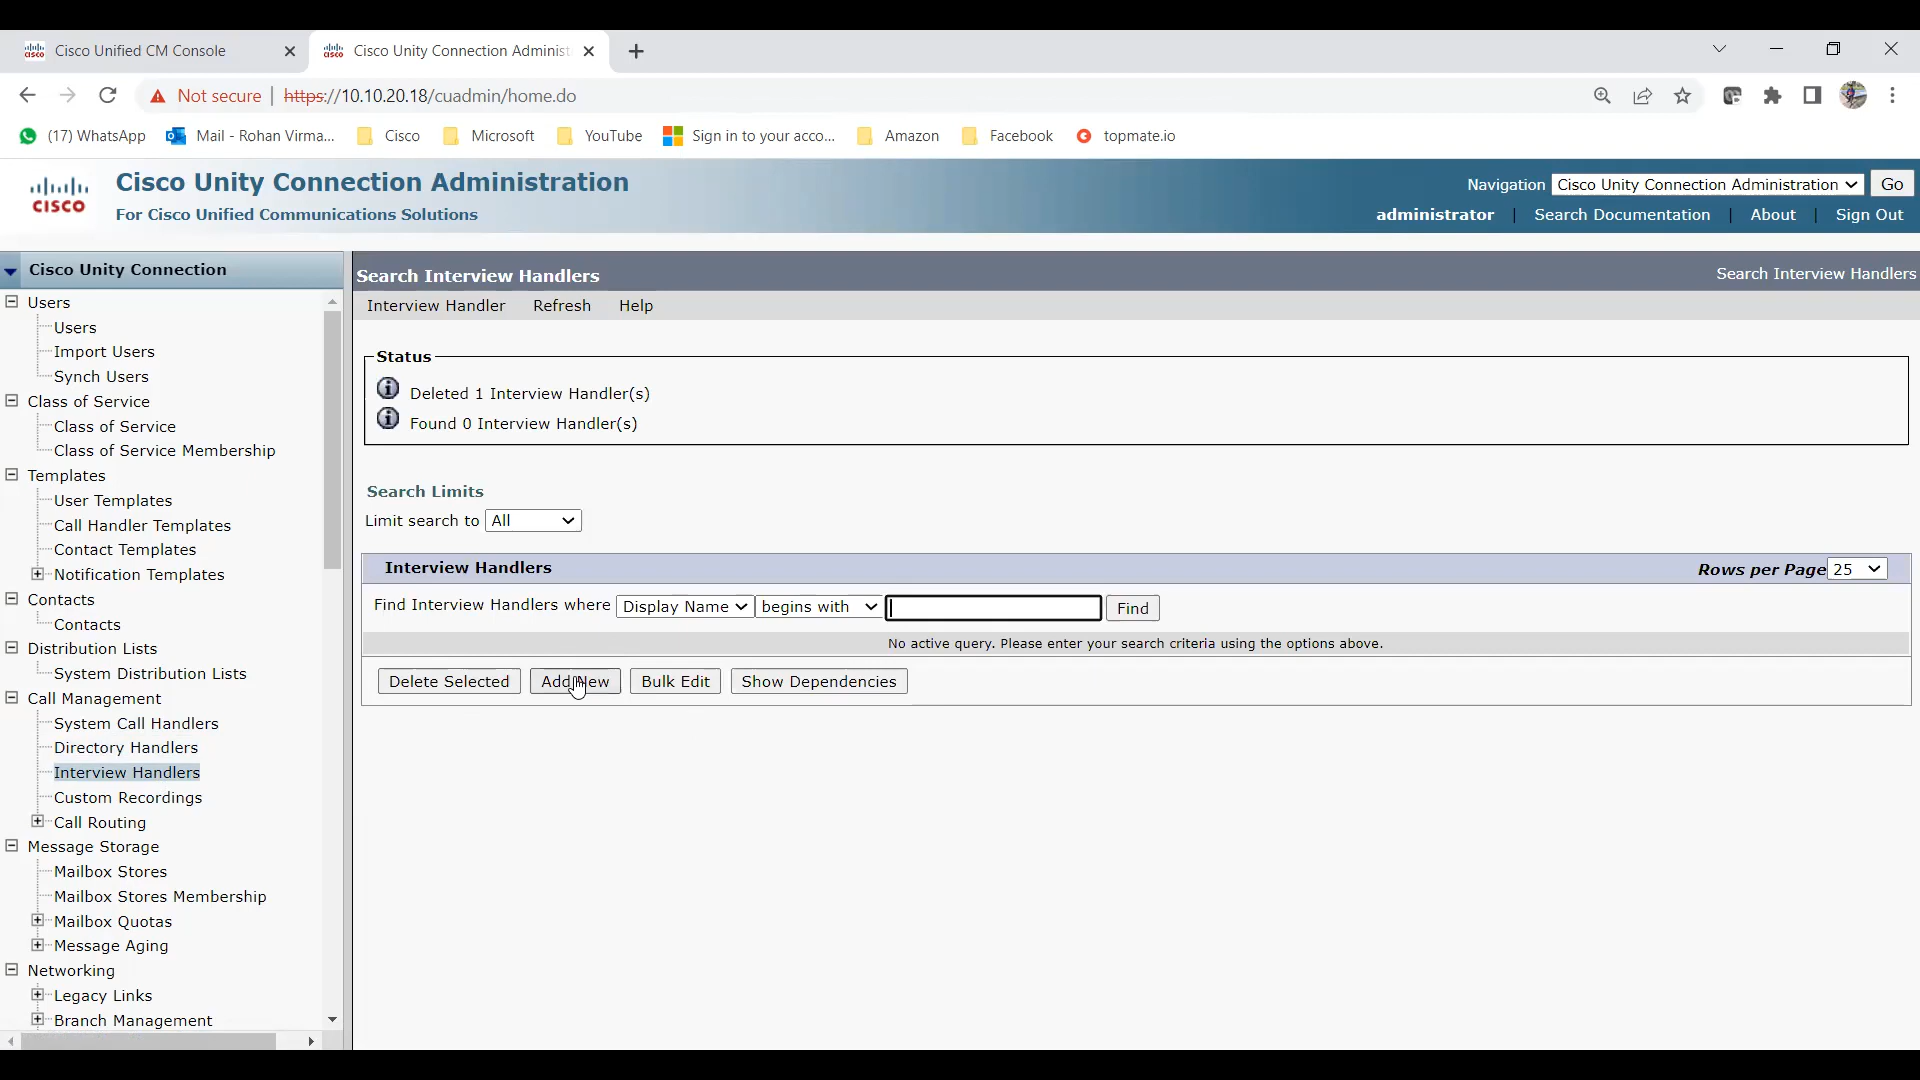 Cisco Unified CM Console
Cisco Unity Connection Administ
Not secure | https://10.10.20.18/cuadmin/home.do
(17) WhatsApp
Mail - Rohan Virma...
Cisco
Microsoft
YouTube
Sign in to your acco...
Amazon
Facebook
topmate.io
CISCO
Cisco Unity Connection Administration
For Cisco Unified Communications Solutions
Navigation Cisco Unity Connection Administration Go
administrator | Search Documentation | About | Sign Out
Cisco Unity Connection
Users
Users
Import Users
Synch Users
Class of Service
Class of Service
Class of Service Membership
Templates
User Templates
Call Handler Templates
Contact Templates
Notification Templates
Contacts
Contacts
Distribution Lists
System Distribution Lists
Call Management
System Call Handlers
Directory Handlers
Interview Handlers
Custom Recordings
Call Routing
Message Storage
Mailbox Stores
Mailbox Stores Membership
Mailbox Quotas
Message Aging
Networking
Legacy Links
Branch Management
Search Interview Handlers
Search Interview Handlers
Interview Handler Refresh Help
Status
Deleted 1 Interview Handler(s)
Found 0 Interview Handler(s)
Search Limits
Limit search to All
Interview Handlers
Rows per Page 25
Find Interview Handlers where Display Name begins with Find
No active query. Please enter your search criteria using the options above.
Delete Selected Add New Bulk Edit Show Dependencies